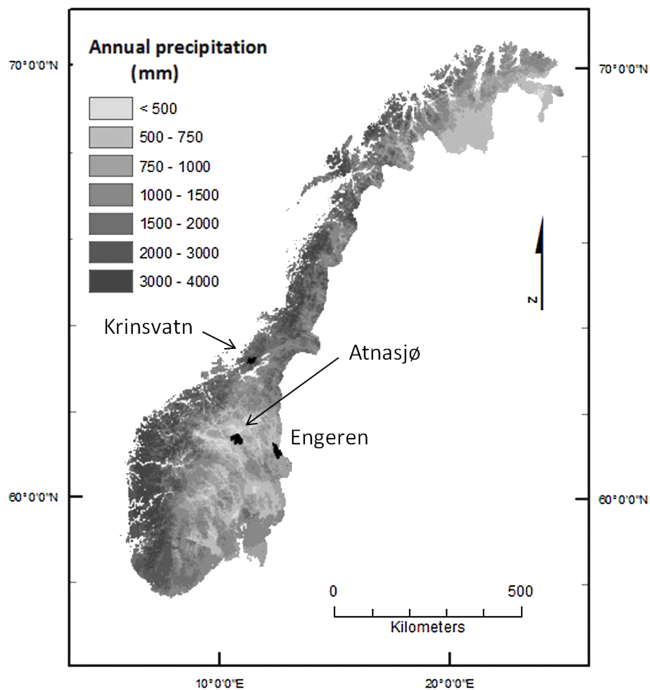 Annual precipitation
(mm)
< 500
500 - 750
750 - 1000
1000 - 1500
1500 - 2000
2000 - 3000
3000 - 4000
70°0'0"N
70°0'0"N
N
Krinsvatn
Atnasjø
Engeren
60°0'0"N
60°0'0"N
0
500
Kilometers
10°0'0"E
20°0'0"E